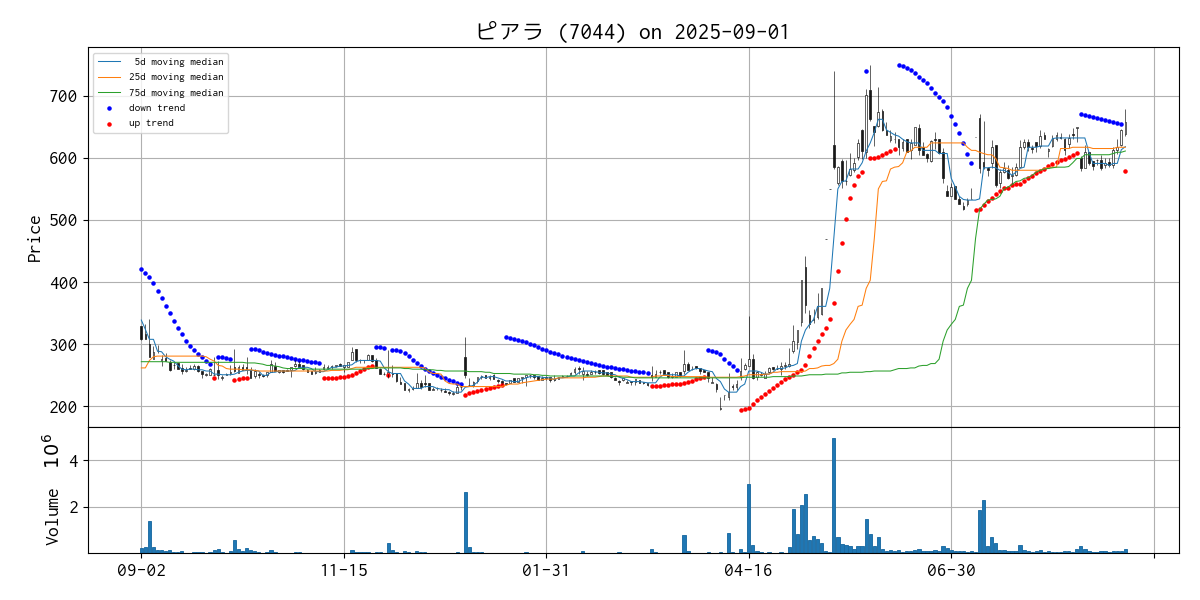 ピアラ (7044) on 2025-09-01
5d moving median
25d moving median
75d moving median
down trend
up trend
Price
700
600
500
400
300
200
Volume 10^6
4
2
09-02 11-15 01-31 04-16 06-30